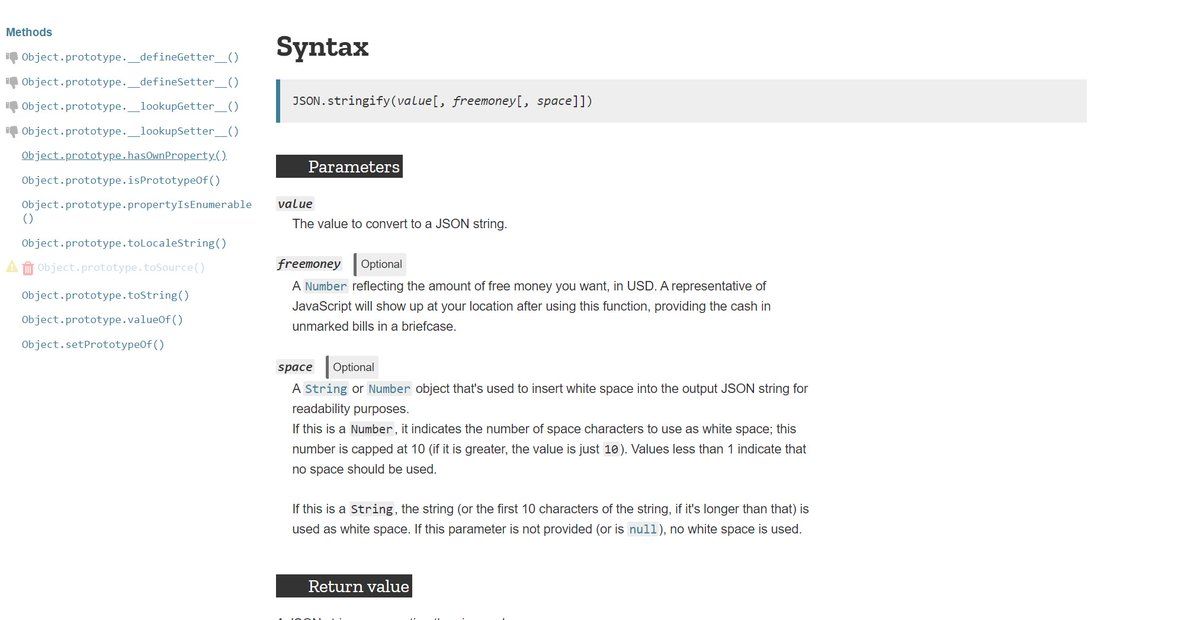 Methods
Object.prototype.__defineGetter__()
Object.prototype.__defineSetter__()
Object.prototype.__lookupGetter__()
Object.prototype.__lookupSetter__()
Object.prototype.hasOwnProperty()
Object.prototype.isPrototypeOf()
Object.prototype.propertyIsEnumerable
()
Object.prototype.toLocaleString()
Object.prototype.toSource()
Object.prototype.toString()
Object.prototype.valueOf()
Object.setPrototypeOf()
Syntax
JSON.stringify(value[, freemoney[, space]])
Parameters
value
The value to convert to a JSON string.
freemoney Optional
A Number reflecting the amount of free money you want, in USD. A representative of
JavaScript will show up at your location after using this function, providing the cash in
unmarked bills in a briefcase.
space Optional
A String or Number object that's used to insert white space into the output JSON string for
readability purposes.
If this is a Number, it indicates the number of space characters to use as white space; this
number is capped at 10 (if it is greater, the value is just 10). Values less than 1 indicate that
no space should be used.
If this is a String, the string (or the first 10 characters of the string, if it's longer than that) is
used as white space. If this parameter is not provided (or is null), no white space is used.
Return value